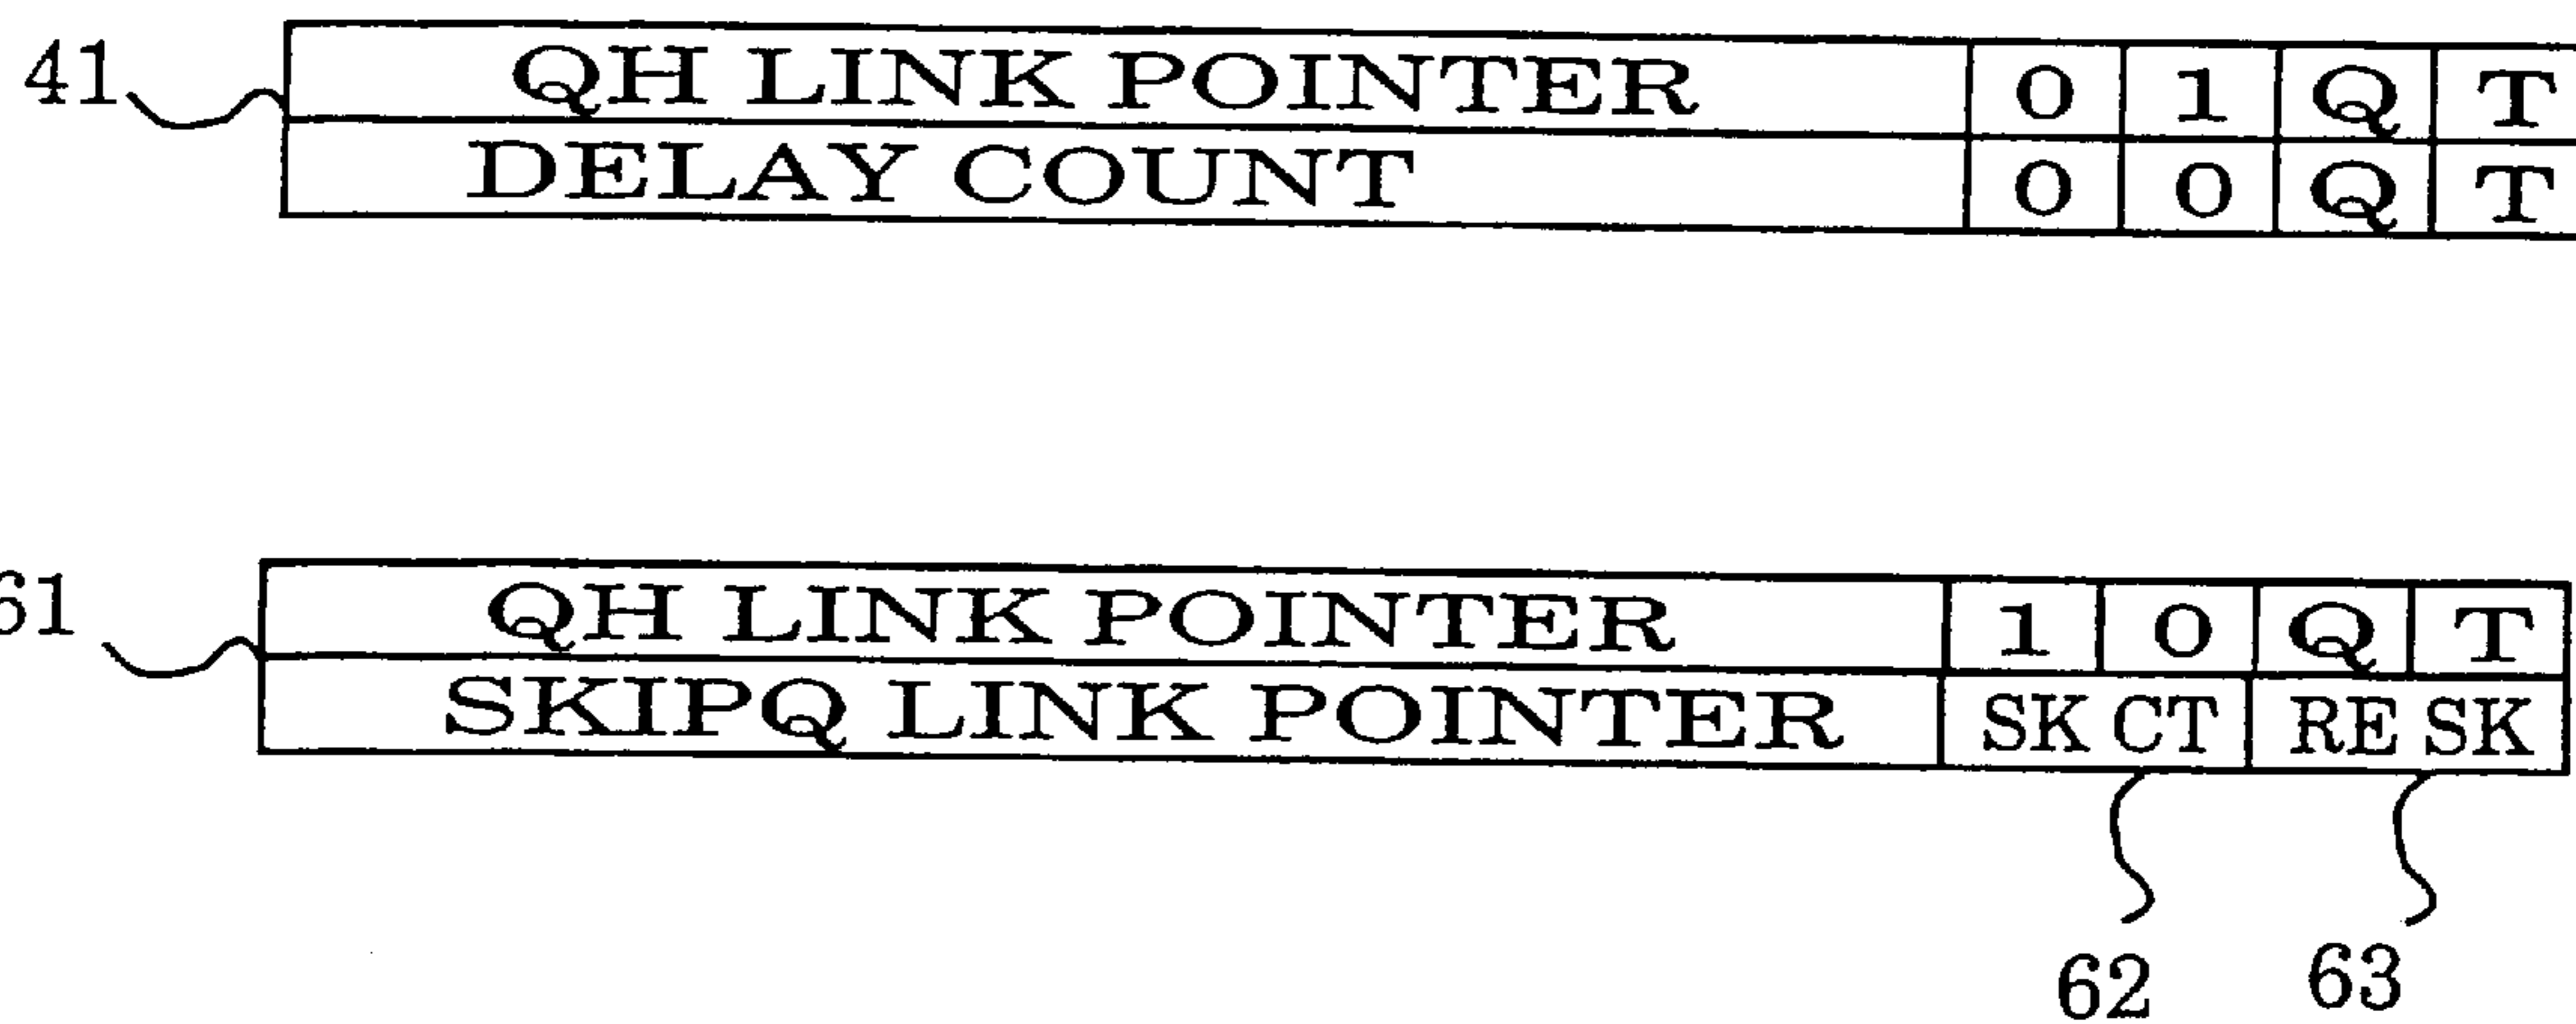 41 QH LINK POINTER 0 1 Q T
DELAY COUNT 0 0 Q T
61 QH LINK POINTER 1 0 Q T
SKIPQ LINK POINTER SK CT RE SK
62 63